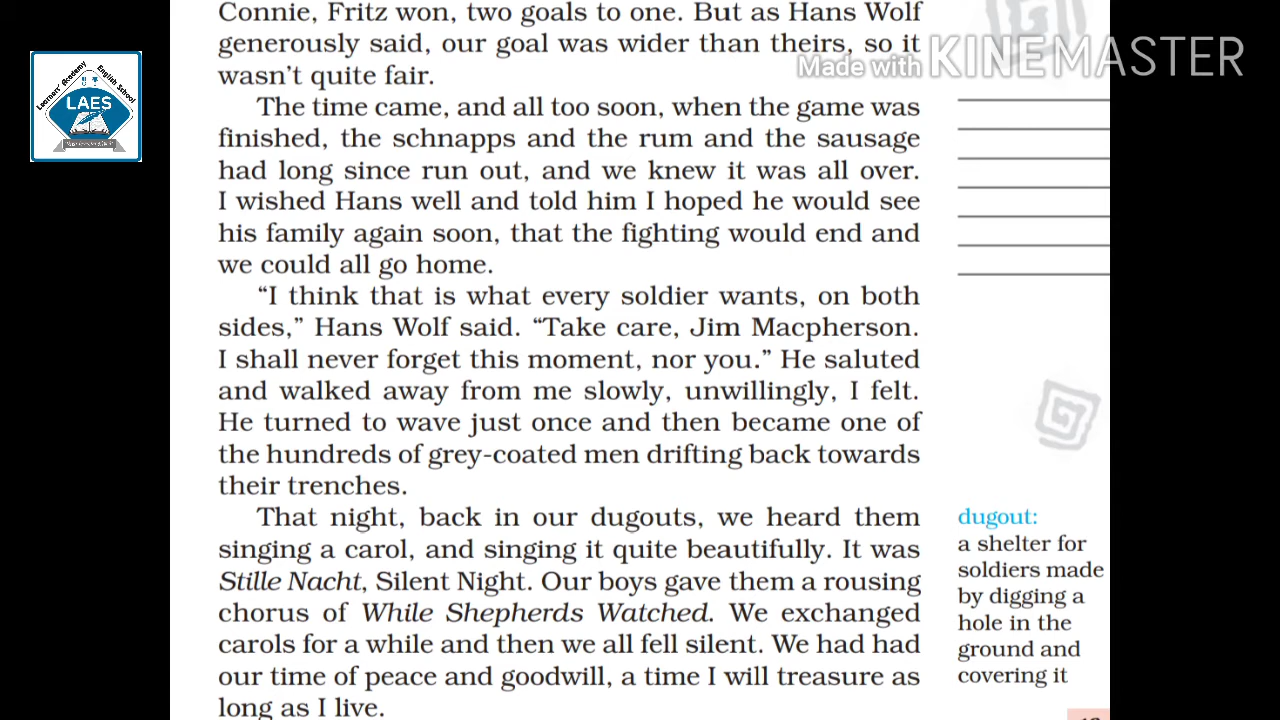 Connie, Fritz won, two goals to one. But as Hans Wolf
generously said, our goal was wider than theirs, so it
wasn't quite fair.
The time came, and all too soon, when the game was
finished, the schnapps and the rum and the sausage
had long since run out, and we knew it was all over.
I wished Hans well and told him I hoped he would see
his family again soon, that the fighting would end and
we could all go home.
"I think that is what every soldier wants, on both
sides," Hans Wolf said. "Take care, Jim Macpherson.
I shall never forget this moment, nor you." He saluted
and walked away from me slowly, unwillingly, I felt.
He turned to wave just once and then became one of
the hundreds of grey-coated men drifting back towards
their trenches.
That night, back in our dugouts, we heard them
singing a carol, and singing it quite beautifully. It was
Stille Nacht, Silent Night. Our boys gave them a rousing
chorus of While Shepherds Watched. We exchanged
carols for a while and then we all fell silent. We had had
our time of peace and goodwill, a time I will treasure as
long as I live.
dugout:
a shelter for
soldiers made
by digging a
hole in the
ground and
covering it
Made with KINEMASTER
Learners' Academy English School
LAES